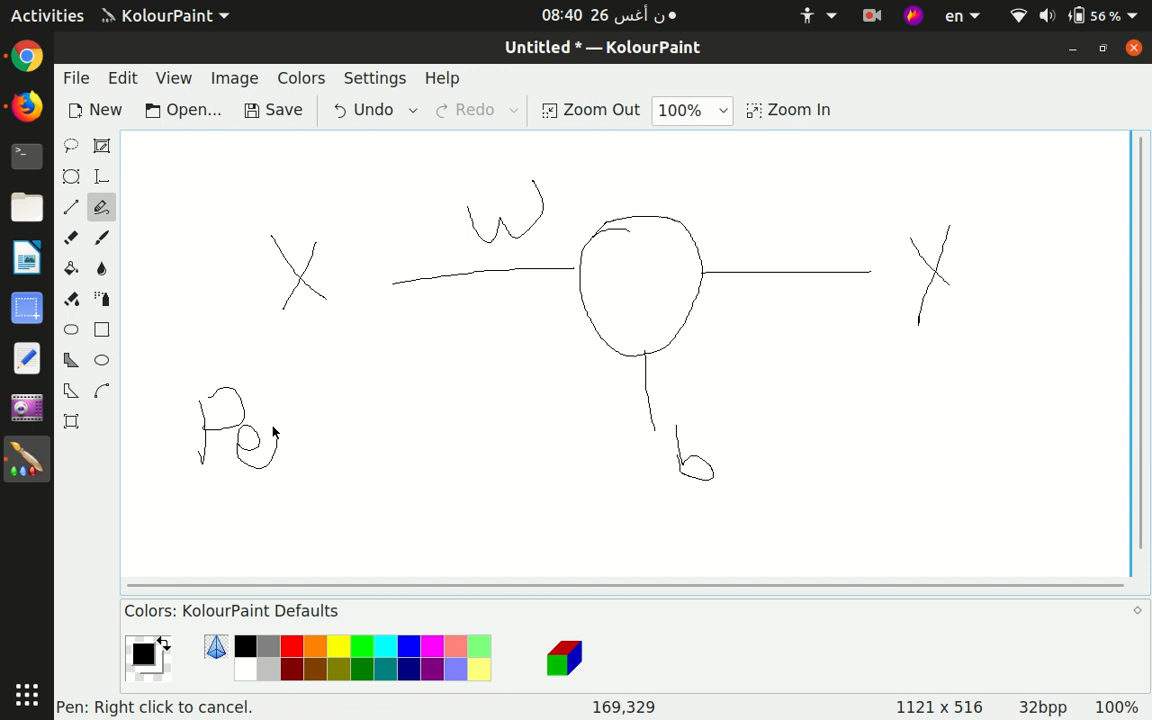 Activities KolourPaint 08:40 26 أغس ن en 56 %
Untitled * — KolourPaint
File Edit View Image Colors Settings Help
New Open... Save Undo Redo Zoom Out 100% Zoom In
w
X Y
Pe
b
Colors: KolourPaint Defaults
Pen: Right click to cancel. 169,329 1121 x 516 32bpp 100%